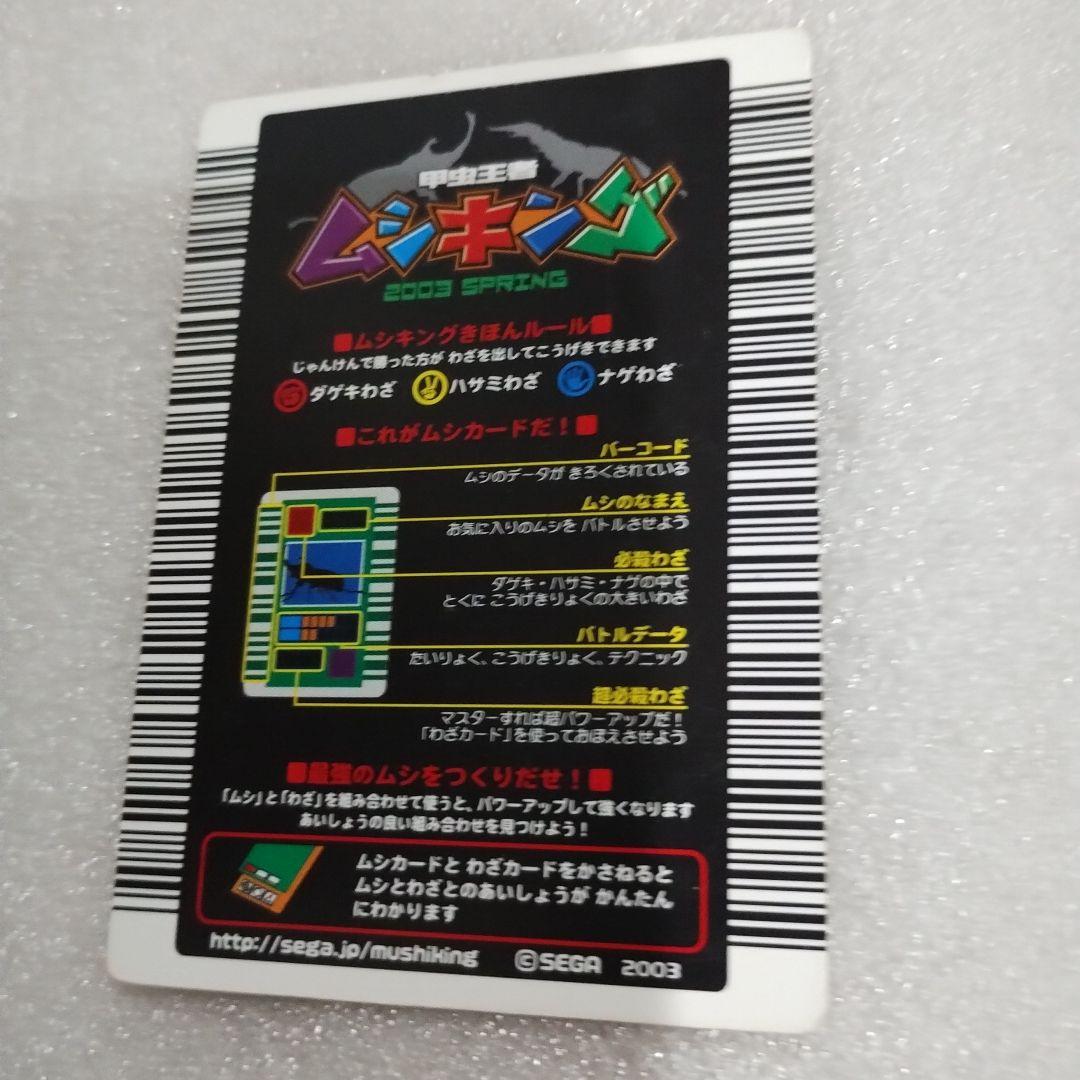 甲虫王者
ムシキング
2003 SPRING
■ムシキングきほんルール■
じゃんけんで勝った方が わざを出してこうげきできます
ダゲキわざ ハサミわざ ナゲわざ
■これがムシカードだ！■
バーコード
ムシのデータが きろくされている
ムシのなまえ
お気に入りのムシを バトルさせよう
必殺わざ
ダゲキ・ハサミ・ナゲの中で
とくに こうげきりょくの大きいわざ
バトルデータ
たいりょく、こうげきりょく、テクニック
超必殺わざ
マスターすれば超パワーアップだ！
「わざカード」を使っておぼえさせよう
■最強のムシをつくりだせ！■
「ムシ」と「わざ」を組み合わせて使うと、パワーアップして強くなります
あいしょうの良い組み合わせを見つけよう！
ムシカードと わざカードをかさねると
ムシとわざとのあいしょうが かんたん
にわかります
http://sega.jp/mushiking ©SEGA 2003